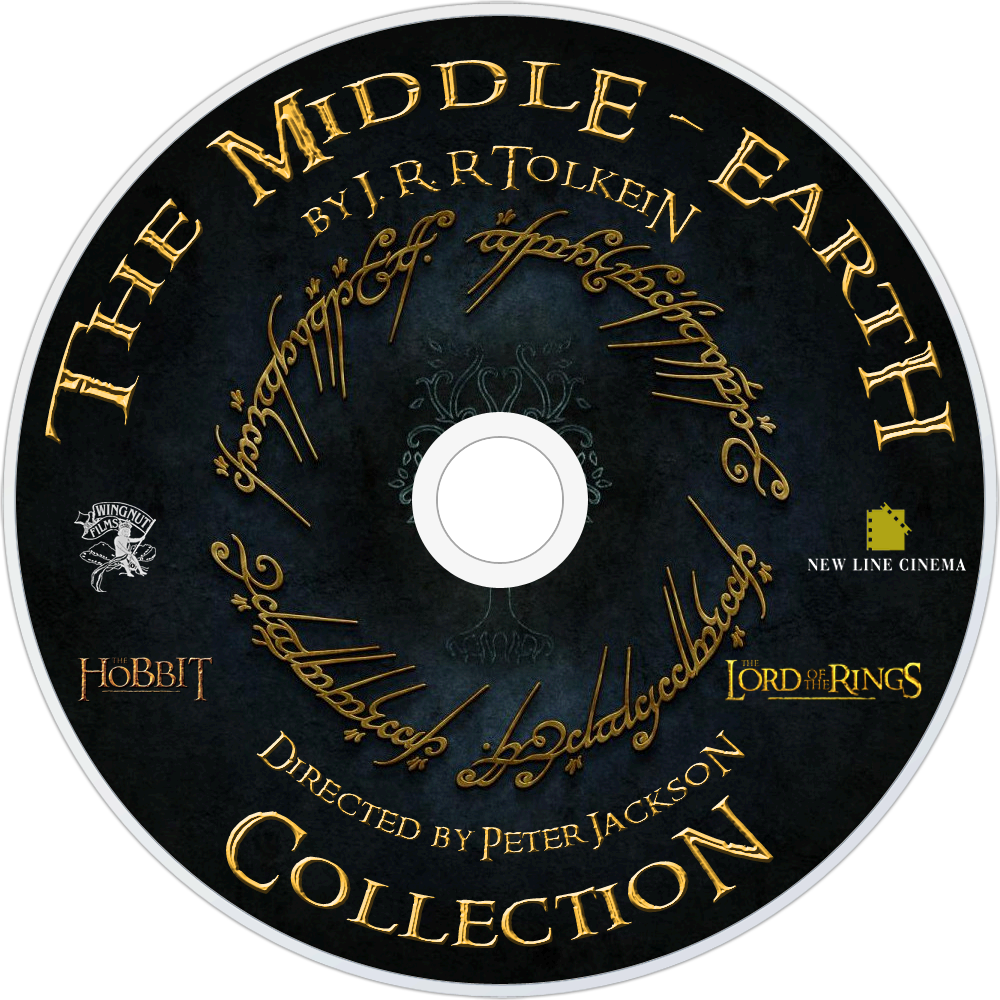 THE MIDDLE - EARTH
BY J. R. R TOLKEIN
WINGNUT
FILMS
NEW LINE CINEMA
THE
HOBBIT
THE
LORD OF THE RINGS
DIRECTED BY PETER JACKSON
COLLECTION